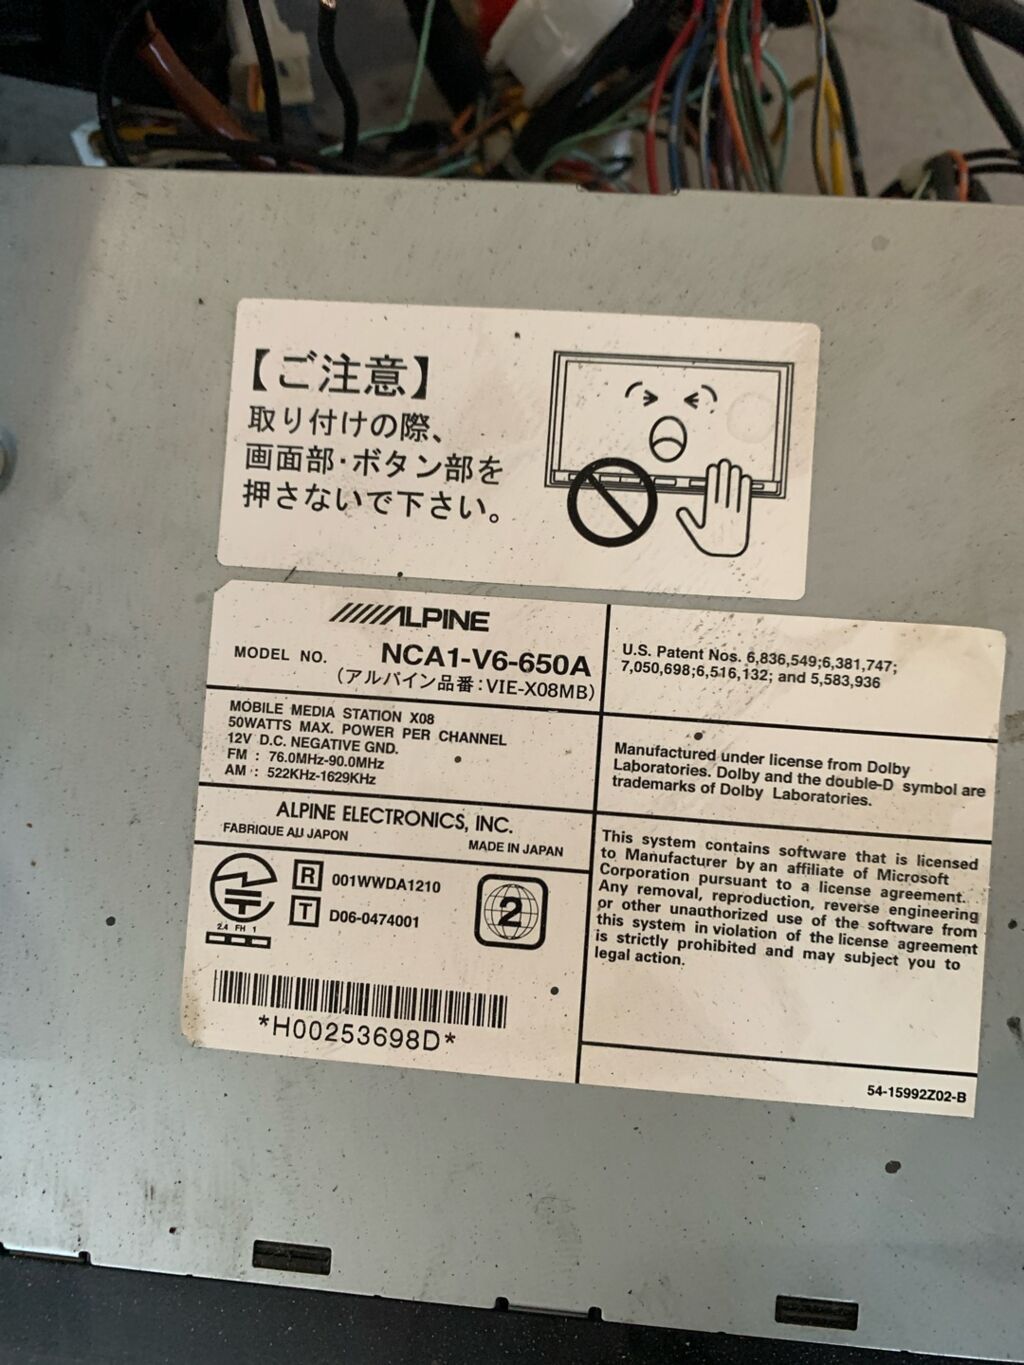 【ご注意】
取り付けの際、
画面部・ボタン部を
押さないで下さい。
ALPINE
MODEL NO. NCA1-V6-650A
(アルパイン品番:VIE-X08MB)
MOBILE MEDIA STATION X08
50WATTS MAX. POWER PER CHANNEL
12V D.C. NEGATIVE GND.
FM : 76.0MHz-90.0MHz
AM : 522KHz-1629KHz
ALPINE ELECTRONICS, INC.
FABRIQUE AU JAPON MADE IN JAPAN
R 001WWDA1210
T D06-0474001
2.4 FH 1
2
*H00253698D*
U.S. Patent Nos. 6,836,549;6,381,747;
7,050,698;6,516,132; and 5,583,936
Manufactured under license from Dolby
Laboratories. Dolby and the double-D symbol are
trademarks of Dolby Laboratories.
This system contains software that is licensed
to Manufacturer by an affiliate of Microsoft
Corporation pursuant to a license agreement.
Any removal, reproduction, reverse engineering
or other unauthorized use of the software from
this system in violation of the license agreement
is strictly prohibited and may subject you to
legal action.
54-15992Z02-B